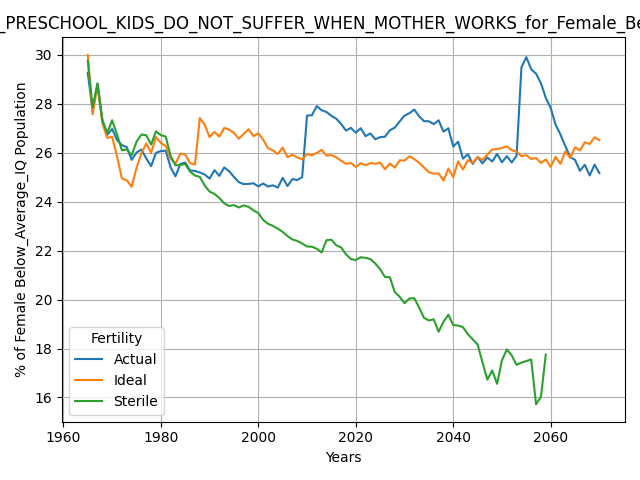 _PRESCHOOL_KIDS_DO_NOT_SUFFER_WHEN_MOTHER_WORKS_for_Female_Be
% of Female Below_Average_IQ Population
30
28
26
24
22
20
18
16
Fertility
Actual
Ideal
Sterile
1960
1980
2000
2020
2040
2060
Years